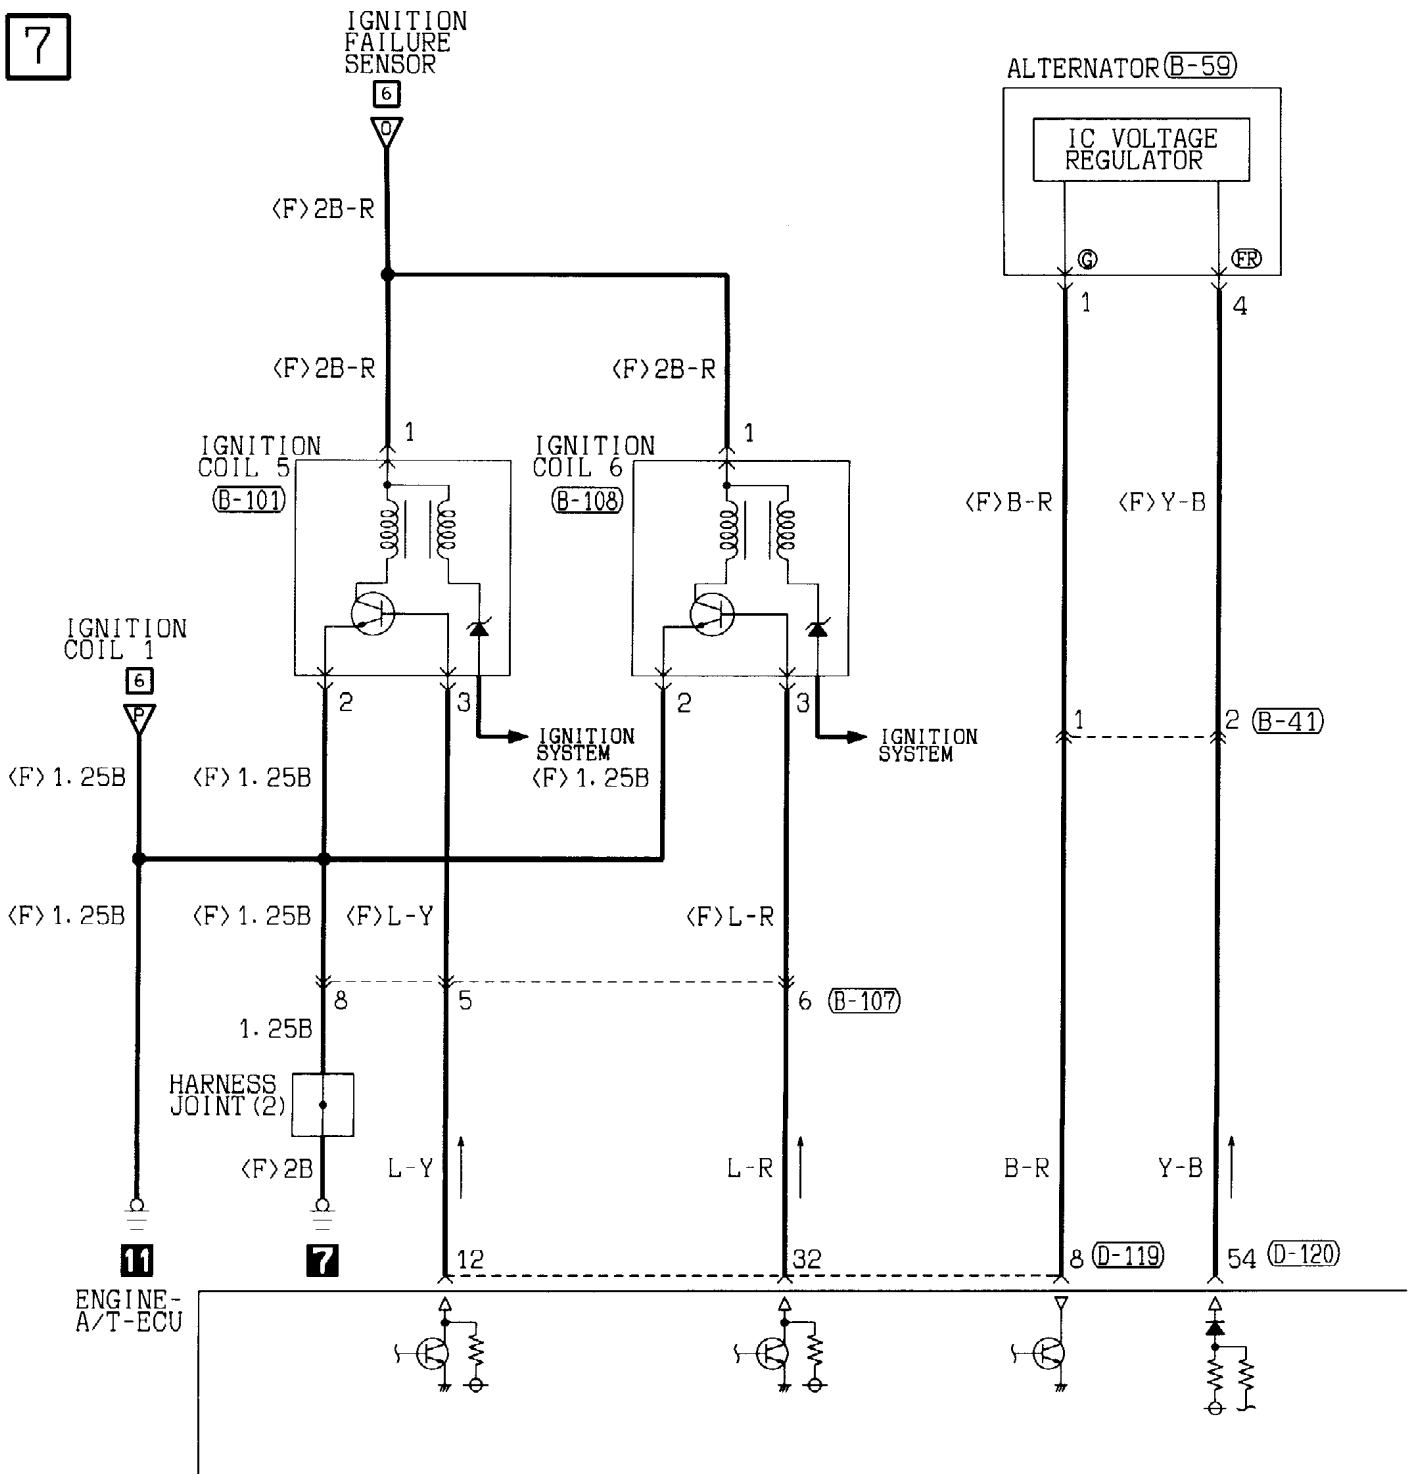 7
IGNITION
FAILURE
SENSOR
6
O
ALTERNATOR (B-59)
IC VOLTAGE
REGULATOR
<F>2B-R
G
FR
1
4
<F>2B-R
<F>2B-R
1
1
IGNITION
COIL 5
(B-101)
IGNITION
COIL 6
(B-108)
<F>B-R
<F>Y-B
IGNITION
COIL 1
6
P
2
3
2
3
IGNITION
SYSTEM
IGNITION
SYSTEM
1
2 (B-41)
<F>1.25B
<F>1.25B
<F>1.25B
<F>1.25B
<F>1.25B
<F>L-Y
<F>L-R
8
5
6 (B-107)
1.25B
HARNESS
JOINT(2)
<F>2B
L-Y
L-R
B-R
Y-B
11
7
12
32
8 (D-119)
54 (D-120)
ENGINE-
A/T-ECU